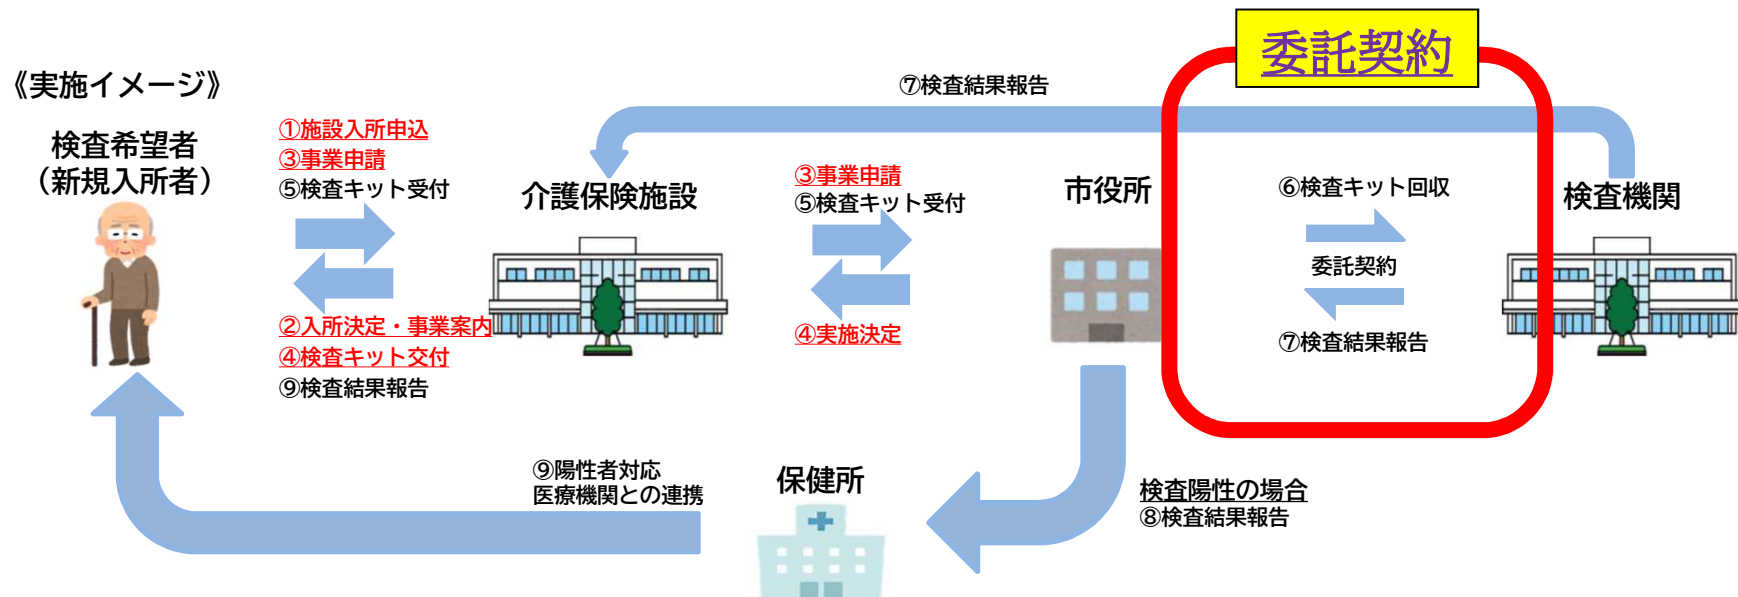 委託契約
《実施イメージ》
⑦検査結果報告
検査希望者
（新規入所者）
①施設入所申込
③事業申請
⑤検査キット受付
介護保険施設
③事業申請
⑤検査キット受付
市役所
⑥検査キット回収
検査機関
委託契約
②入所決定・事業案内
④検査キット交付
⑨検査結果報告
④実施決定
⑦検査結果報告
⑨陽性者対応
医療機関との連携
保健所
検査陽性の場合
⑧検査結果報告